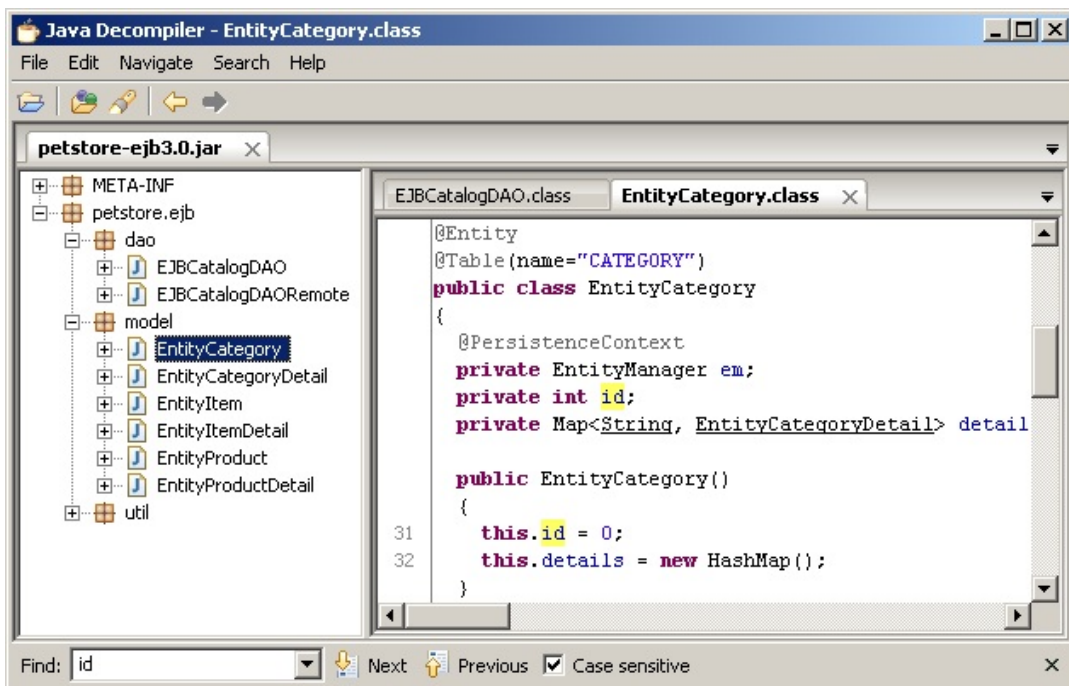 Java Decompiler - EntityCategory.class
File Edit Navigate Search Help
petstore-ejb3.0.jar
META-INF
petstore.ejb
dao
EJBCatalogDAO
EJBCatalogDAORemote
model
EntityCategory
EntityCategoryDetail
EntityItem
EntityItemDetail
EntityProduct
EntityProductDetail
util
EJBCatalogDAO.class EntityCategory.class
@Entity
@Table(name="CATEGORY")
public class EntityCategory
{
@PersistenceContext
private EntityManager em;
private int id;
private Map<String, EntityCategoryDetail> detail
public EntityCategory()
{
31 this.id = 0;
32 this.details = new HashMap();
}
Find: id Next Previous Case sensitive